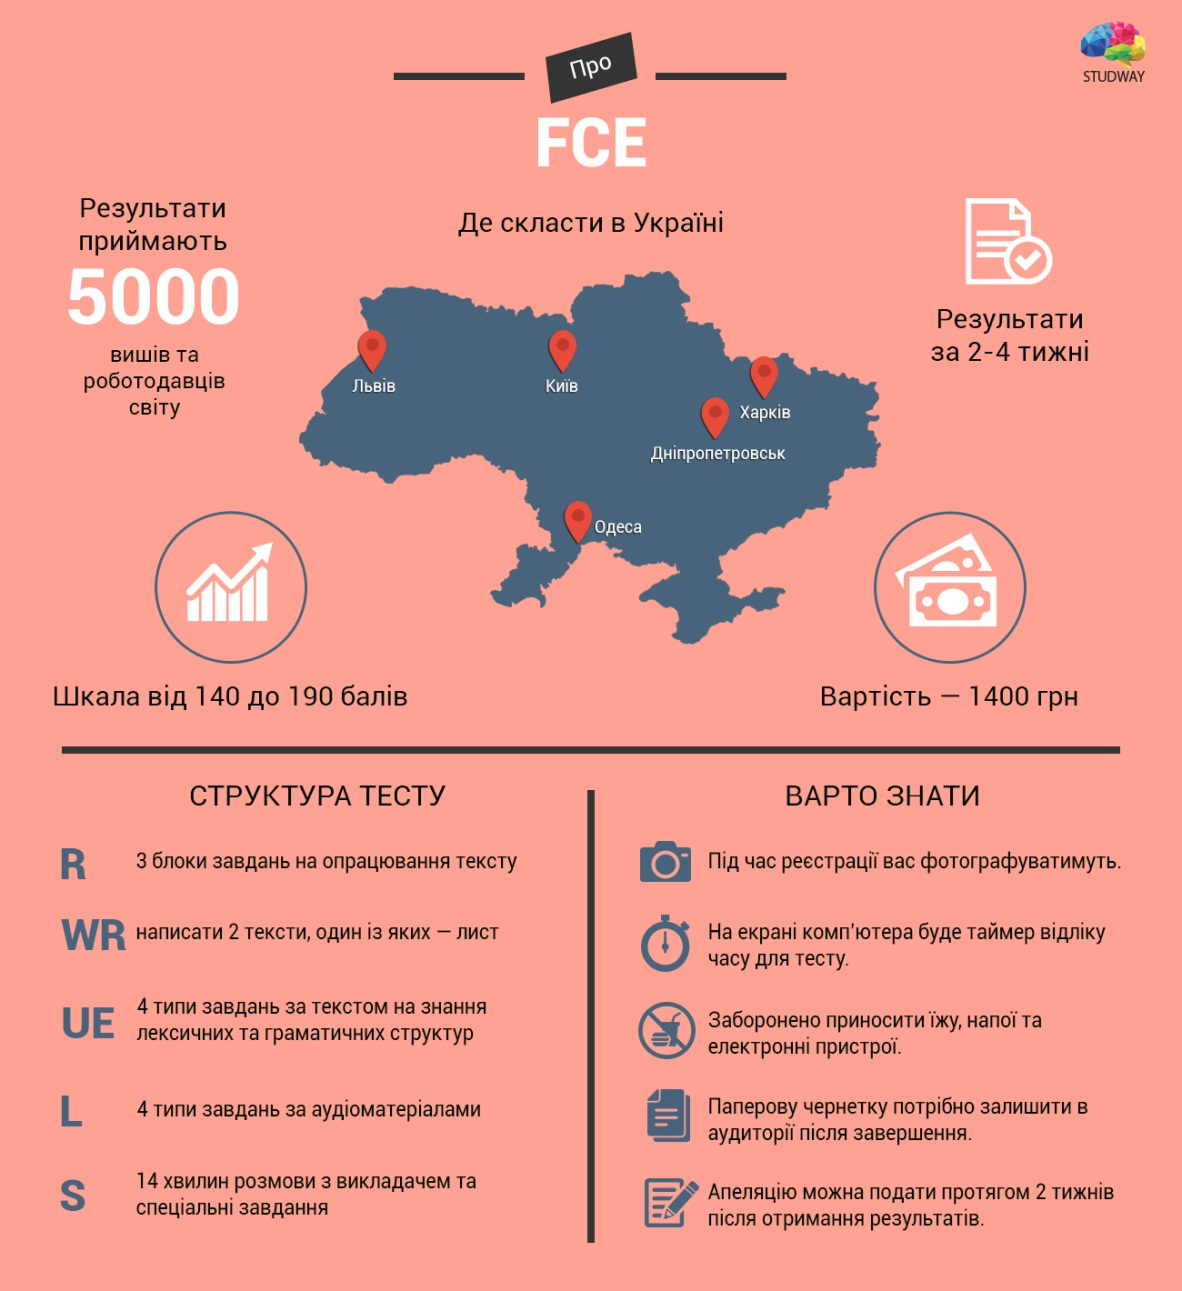 Про
STUDWAY
FCE
Результати
приймають
5000
вишів та
роботодавців
світу
Де скласти в Україні
Львів
Київ
Харків
Дніпропетровськ
Одеса
Результати
за 2-4 тижні
Шкала від 140 до 190 балів
Вартість — 1400 грн
СТРУКТУРА ТЕСТУ
R
3 блоки завдань на опрацювання тексту
WR
написати 2 тексти, один із яких — лист
UE
4 типи завдань за текстом на знання
лексичних та граматичних структур
L
4 типи завдань за аудіоматеріалами
S
14 хвилин розмови з викладачем та
спеціальні завдання
ВАРТО ЗНАТИ
Під час реєстрації вас фотографуватимуть.
На екрані комп'ютера буде таймер відліку
часу для тесту.
Заборонено приносити їжу, напої та
електронні пристрої.
Паперову чернетку потрібно залишити в
аудиторії після завершення.
Апеляцію можна подати протягом 2 тижнів
після отримання результатів.